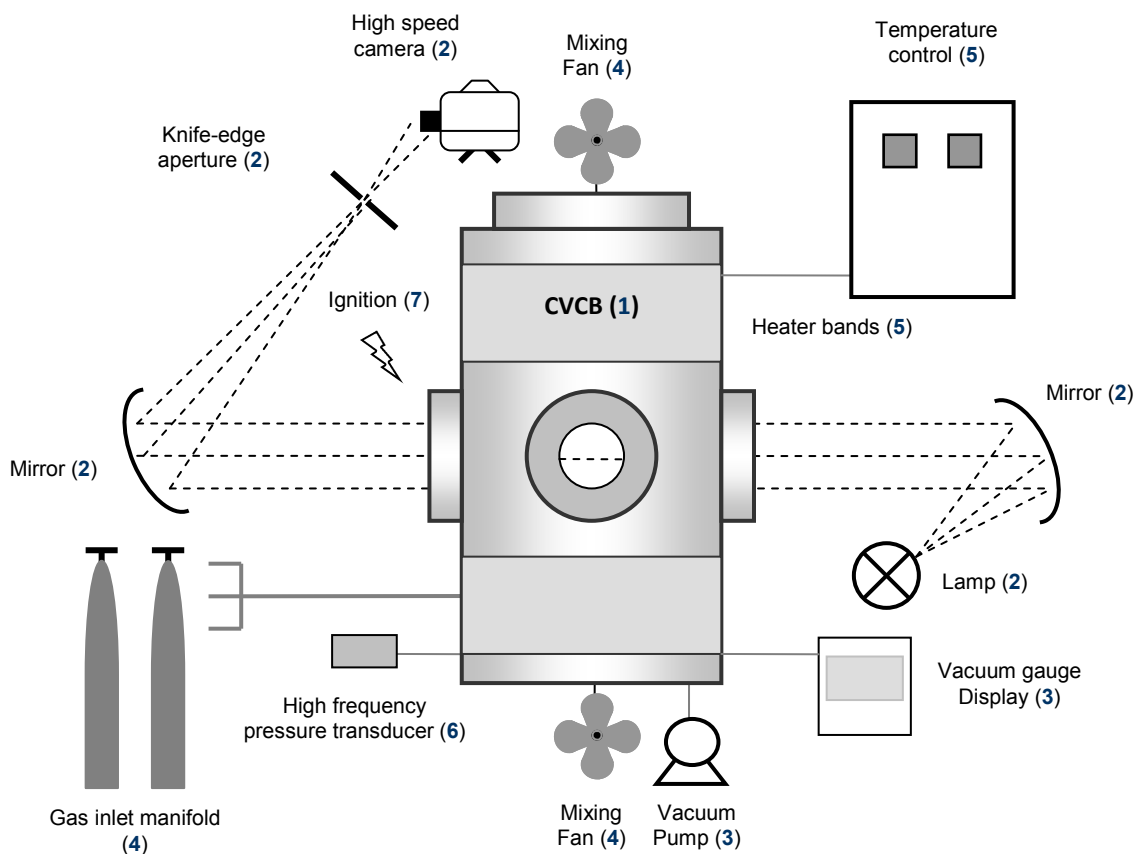 High speed
camera (2)
Mixing
Fan (4)
Temperature
control (5)
Knife-edge
aperture (2)
Ignition (7)
CVCB (1)
Heater bands (5)
Mirror (2)
Mirror (2)
Lamp (2)
High frequency
pressure transducer (6)
Vacuum gauge
Display (3)
Gas inlet manifold
(4)
Mixing
Fan (4)
Vacuum
Pump (3)